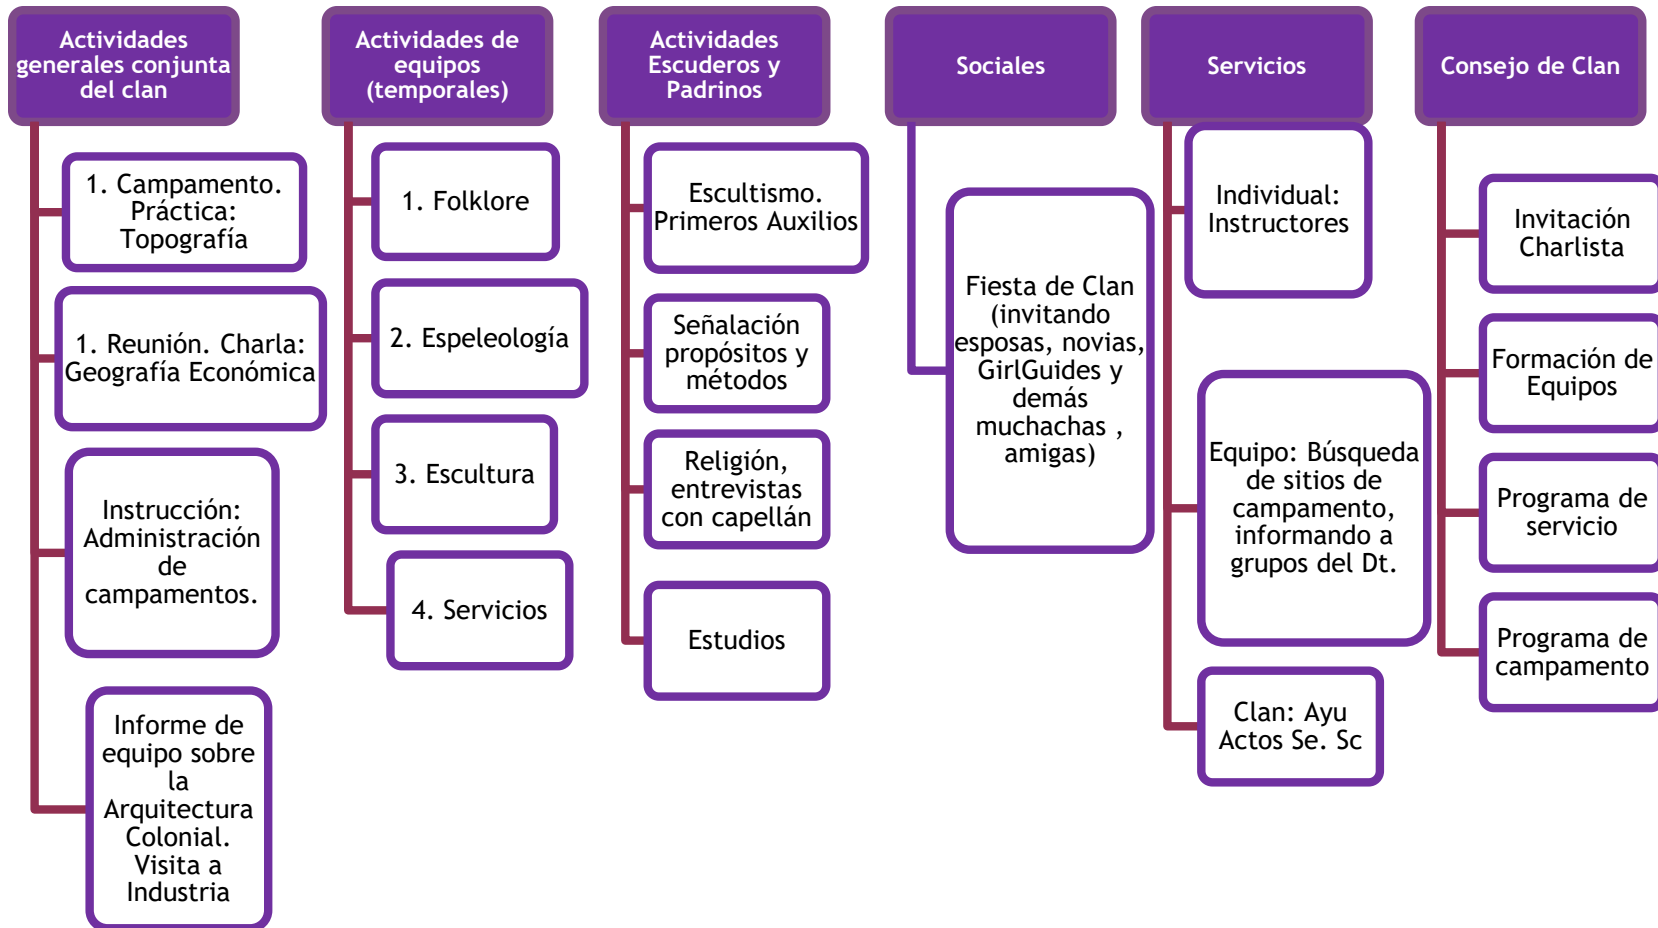 Actividades
generales conjunta
del clan
1. Campamento.
Práctica:
Topografía
1. Reunión. Charla:
Geografía Económica
Instrucción:
Administración
de
campamentos.
Informe de
equipo sobre
la
Arquitectura
Colonial.
Visita a
Industria
Actividades de
equipos
(temporales)
1. Folklore
2. Espeleología
3. Escultura
4. Servicios
Actividades
Escuderos y
Padrinos
Escultismo.
Primeros Auxilios
Señalación
propósitos y
métodos
Religión,
entrevistas
con capellán
Estudios
Sociales
Fiesta de Clan
(invitando
esposas, novias,
GirlGuides y
demás
muchachas ,
amigas)
Servicios
Individual:
Instructores
Equipo: Búsqueda
de sitios de
campamento,
informando a
grupos del Dt.
Clan: Ayu
Actos Se. Sc
Consejo de Clan
Invitación
Charlista
Formación de
Equipos
Programa de
servicio
Programa de
campamento